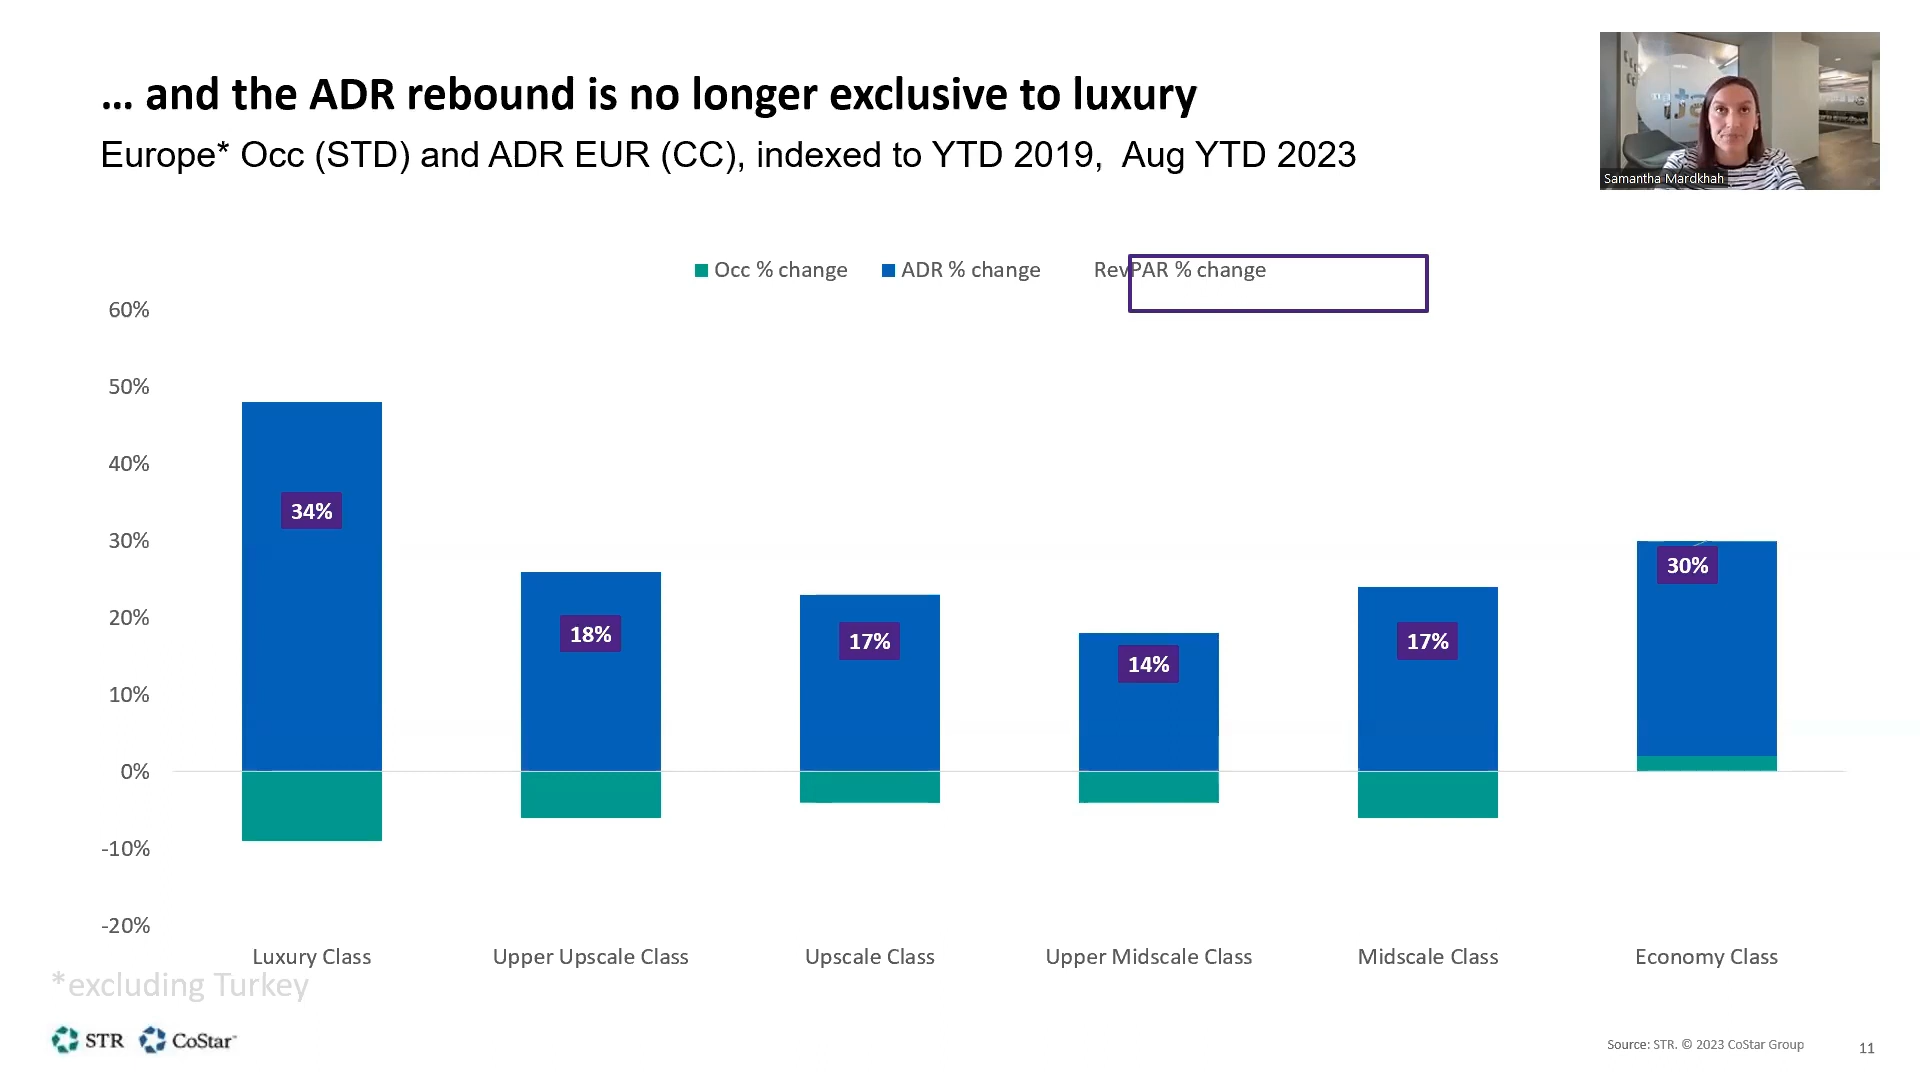 … and the ADR rebound is no longer exclusive to luxury
Europe* Occ (STD) and ADR EUR (CC), indexed to YTD 2019, Aug YTD 2023
Samantha Mardkhah
Occ % change ADR % change RevPAR % change
60%
50%
40%
30%
20%
10%
0%
-10%
-20%
34%
18%
17%
14%
17%
30%
Luxury Class Upper Upscale Class Upscale Class Upper Midscale Class Midscale Class Economy Class
*excluding Turkey
STR CoStar™
Source: STR. © 2023 CoStar Group
11